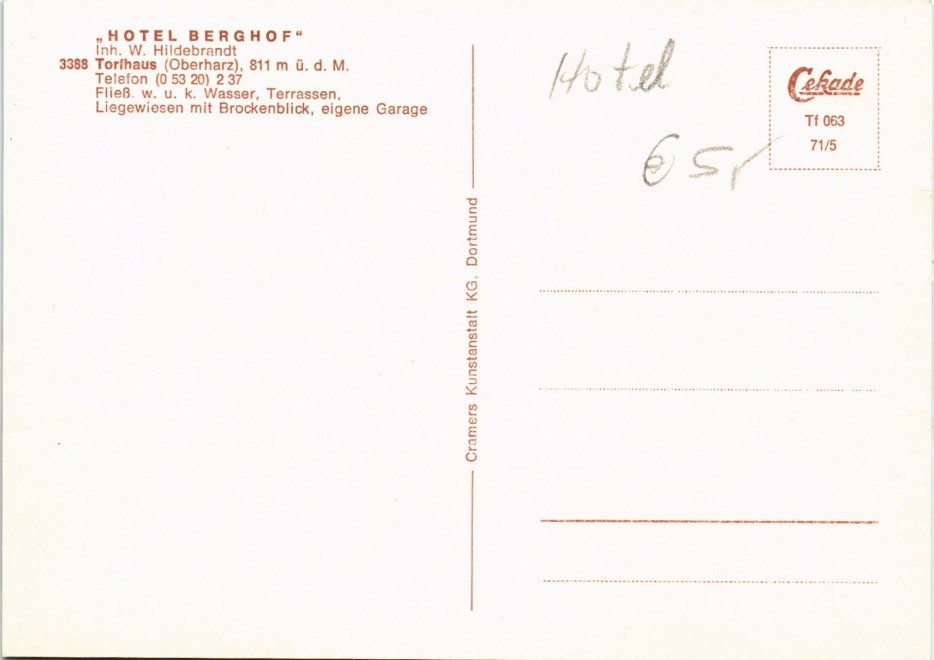 „HOTEL BERGHOF“
Inh. W. Hildebrandt
3388 Torfhaus (Oberharz), 811 m ü. d. M.
Telefon (0 53 20) 2 37
Fließ. w. u. k. Wasser, Terrassen,
Liegewiesen mit Brockenblick, eigene Garage
Cramers Kunstanstalt KG, Dortmund
Hotel
€ 5,-
Cekade
Tf 063
71/5